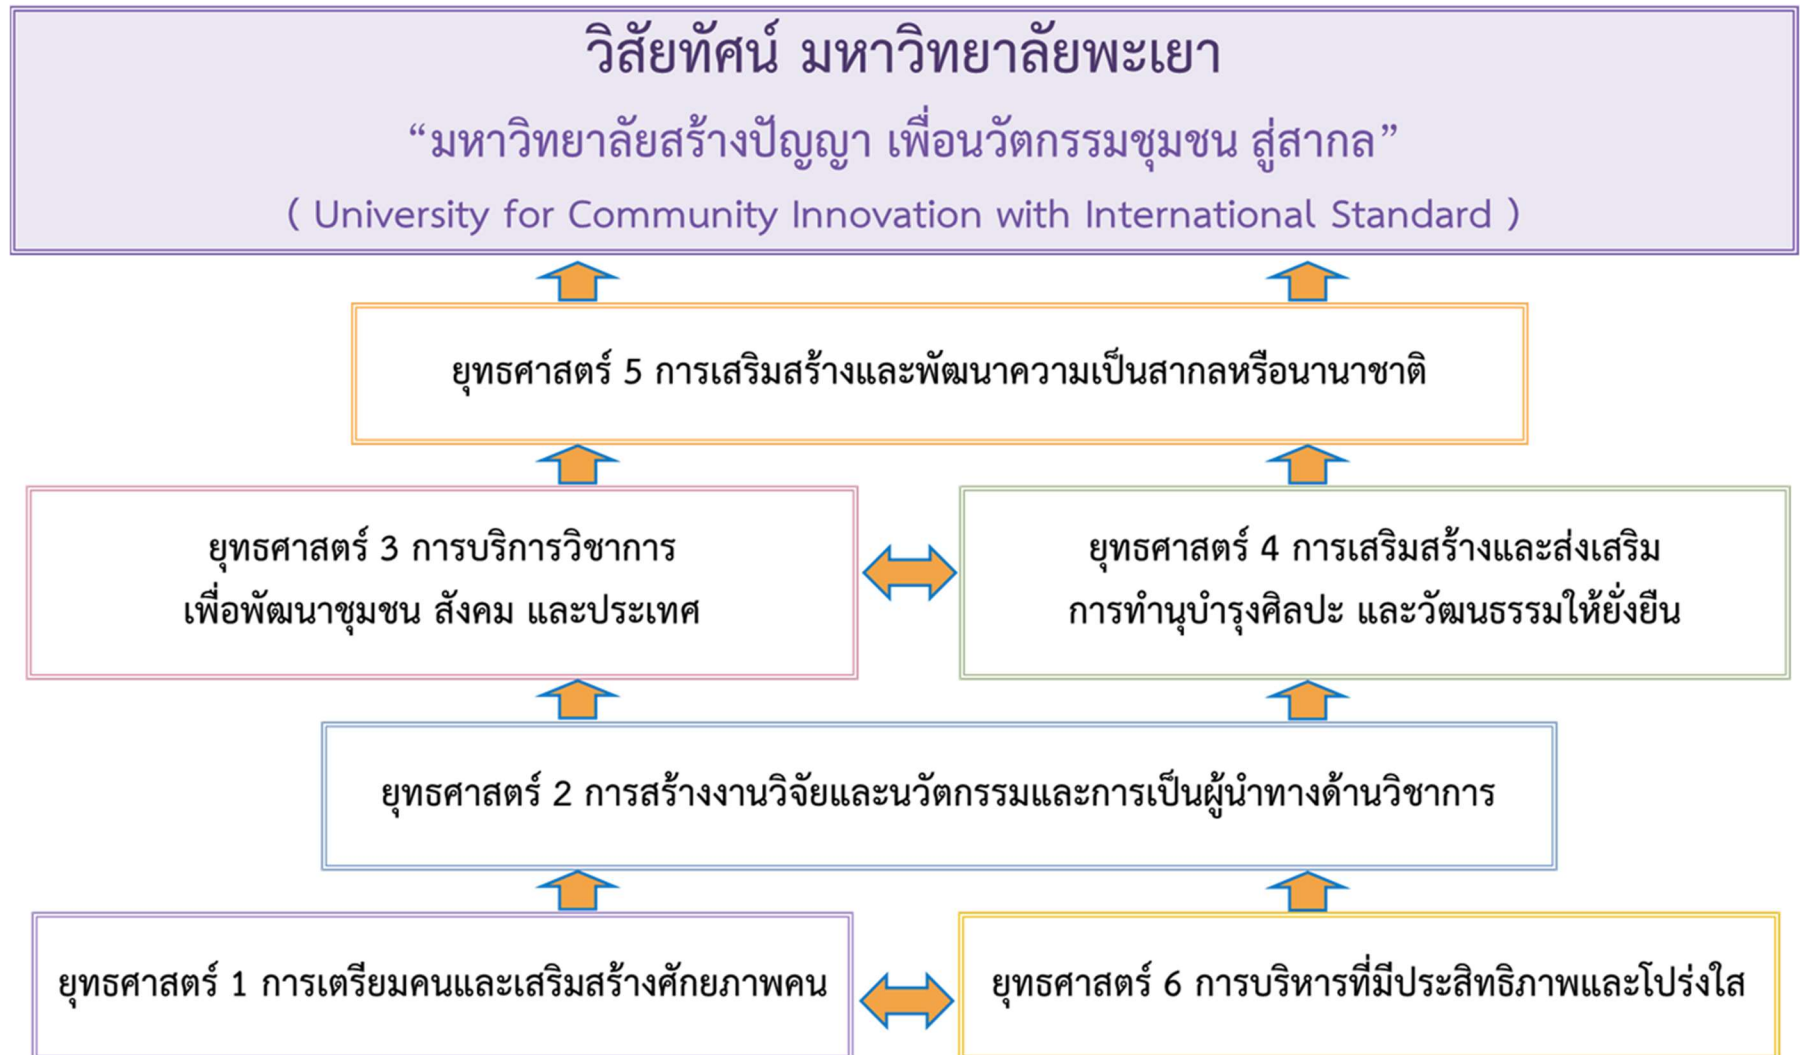 วิสัยทัศน์ มหาวิทยาลัยพะเยา
“มหาวิทยาลัยสร้างปัญญา เพื่อนวัตกรรมชุมชน สู่สากล”
( University for Community Innovation with International Standard )
ยุทธศาสตร์ 5 การเสริมสร้างและพัฒนาความเป็นสากลหรือนานาชาติ
ยุทธศาสตร์ 3 การบริการวิชาการ
เพื่อพัฒนาชุมชน สังคม และประเทศ
ยุทธศาสตร์ 4 การเสริมสร้างและส่งเสริม
การทำนุบำรุงศิลปะ และวัฒนธรรมให้ยั่งยืน
ยุทธศาสตร์ 2 การสร้างงานวิจัยและนวัตกรรมและการเป็นผู้นำทางด้านวิชาการ
ยุทธศาสตร์ 1 การเตรียมคนและเสริมสร้างศักยภาพคน
ยุทธศาสตร์ 6 การบริหารที่มีประสิทธิภาพและโปร่งใส